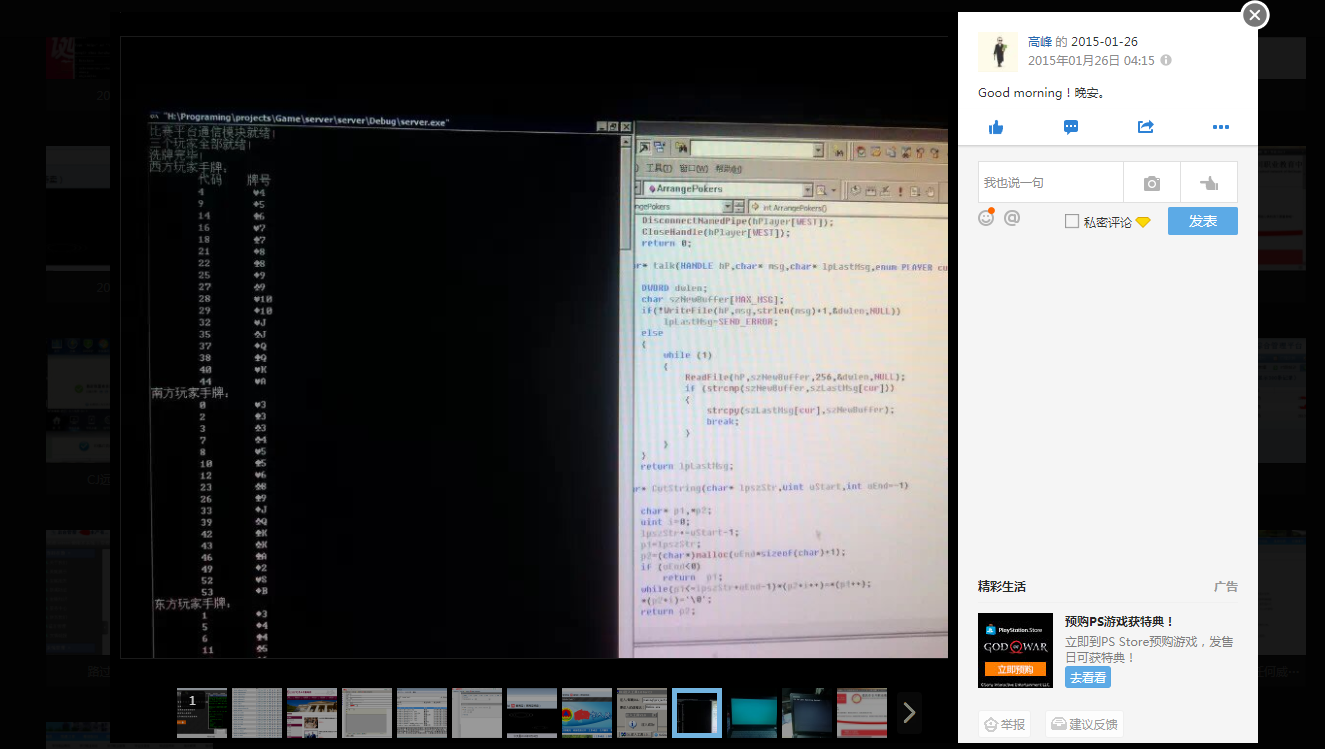 "H:\Programing\projects\Game\server\server\Debug\server.exe"
比赛平台通信模块就绪!
三个玩家全部就绪!
洗牌完毕!
西方玩家手牌:
代码 牌号
4 ♥4
9 5
14 6
16 ♥7
18 7
21 8
22 8
25 9
27 9
28 ♥10
29 10
32 ♥J
35 J
37 Q
38 Q
40 ♥K
44 ♥A
南方玩家手牌:
0 ♥3
2 3
3 3
7 4
8 ♥5
10 5
12 ♥6
23 8
26 9
33 J
39 Q
42 K
43 K
46 A
49 2
52 ♥S
53 B
东方玩家手牌:
1 3
5 4
6 4
11 5
工具(T) 窗口(W) 帮助(H)
ArrangePokers
ngePokers
int ArrangePokers()
DisconnectNamedPipe(hPlayer[WEST]);
CloseHandle(hPlayer[WEST]);
return 0;
ar* talk(HANDLE hP,char* msg,char* lpLastMsg,enum PLAYER cu
DWORD dwlen;
char szNewBuffer[MAX_MSG];
if(!WriteFile(hP,msg,strlen(msg)+1,&dwlen,NULL))
lpLastMsg=SEND_ERROR;
else
{
while (1)
{
ReadFile(hP,szNewBuffer,256,&dwlen,NULL);
if (strcmp(szNewBuffer,szLastMsg[cur]))
{
strcpy(szLastMsg[cur],szNewBuffer);
break;
}
}
}
return lpLastMsg;
ar* CutString(char* lpszStr,uint uStart,int uEnd=-1)
char* p1,*p2;
uint i=0;
lpszStr+=uStart-1;
p1=lpszStr;
p2=(char*)malloc(uEnd*sizeof(char)+1);
if (uEnd<0)
return p1;
while(p1<=lpszStr+uEnd-1)*(p2+i++)=*(p1++);
*(p2+i)='\0';
return p2;
1
高峰 的 2015-01-26
2015年01月26日 04:15
Good morning！晚安。
我也说一句
私密评论
发表
精彩生活 广告
PlayStation.Store
GOD OF WAR
立即预购
预购PS游戏获特典！
立即到PS Store预购游戏，发售
日可获特典！
去看看
举报 建议反馈